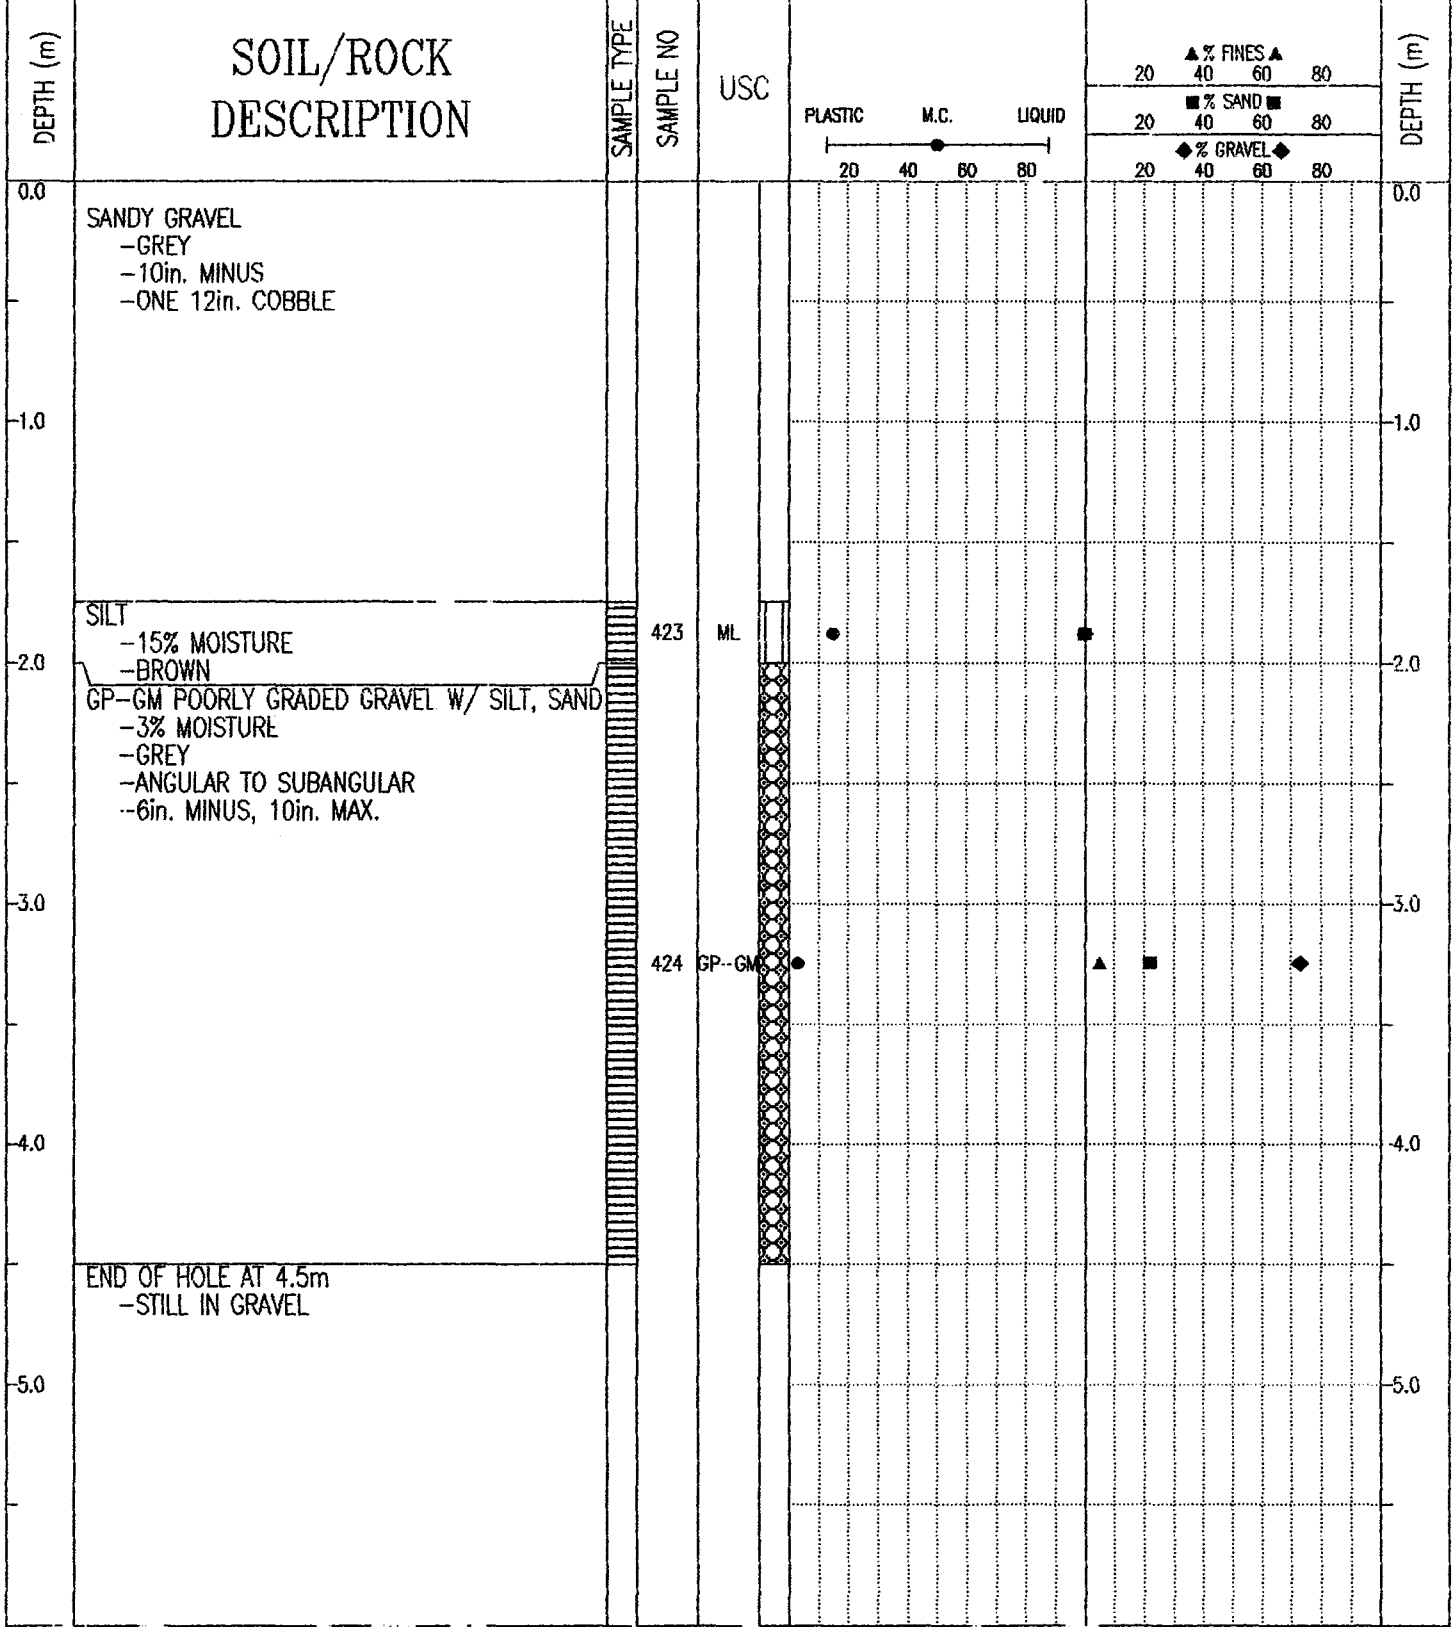 DEPTH (m)
SOIL/ROCK
DESCRIPTION
SAMPLE TYPE
SAMPLE NO
USC
PLASTIC M.C. LIQUID
20 40 60 80
▲ % FINES ▲
20 40 60 80
■ % SAND ■
20 40 60 80
◆ % GRAVEL ◆
20 40 60 80
DEPTH (m)
0.0 0.0
SANDY GRAVEL
-GREY
-10in. MINUS
-ONE 12in. COBBLE
1.0 1.0
SILT
-15% MOISTURE
423 ML
2.0 2.0
-BROWN
GP-GM POORLY GRADED GRAVEL W/ SILT, SAND
-3% MOISTURE
-GREY
-ANGULAR TO SUBANGULAR
--6in. MINUS, 10in. MAX.
3.0 3.0
424 GP--GM
4.0 4.0
END OF HOLE AT 4.5m
-STILL IN GRAVEL
5.0 5.0